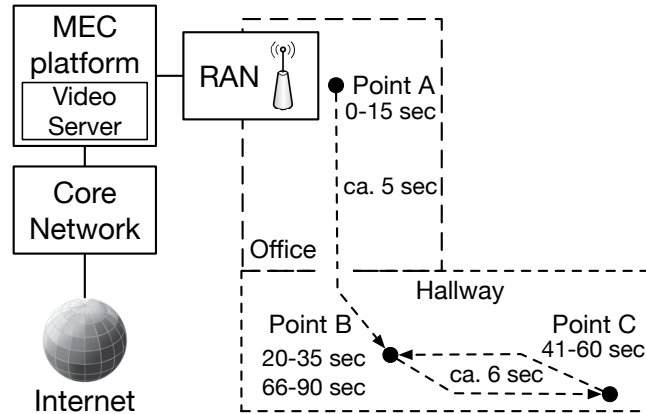 MEC
platform
Video
Server
RAN
Point A
0-15 sec
ca. 5 sec
Core
Network
Office
Hallway
Point B
20-35 sec
66-90 sec
Point C
41-60 sec
ca. 6 sec
Internet